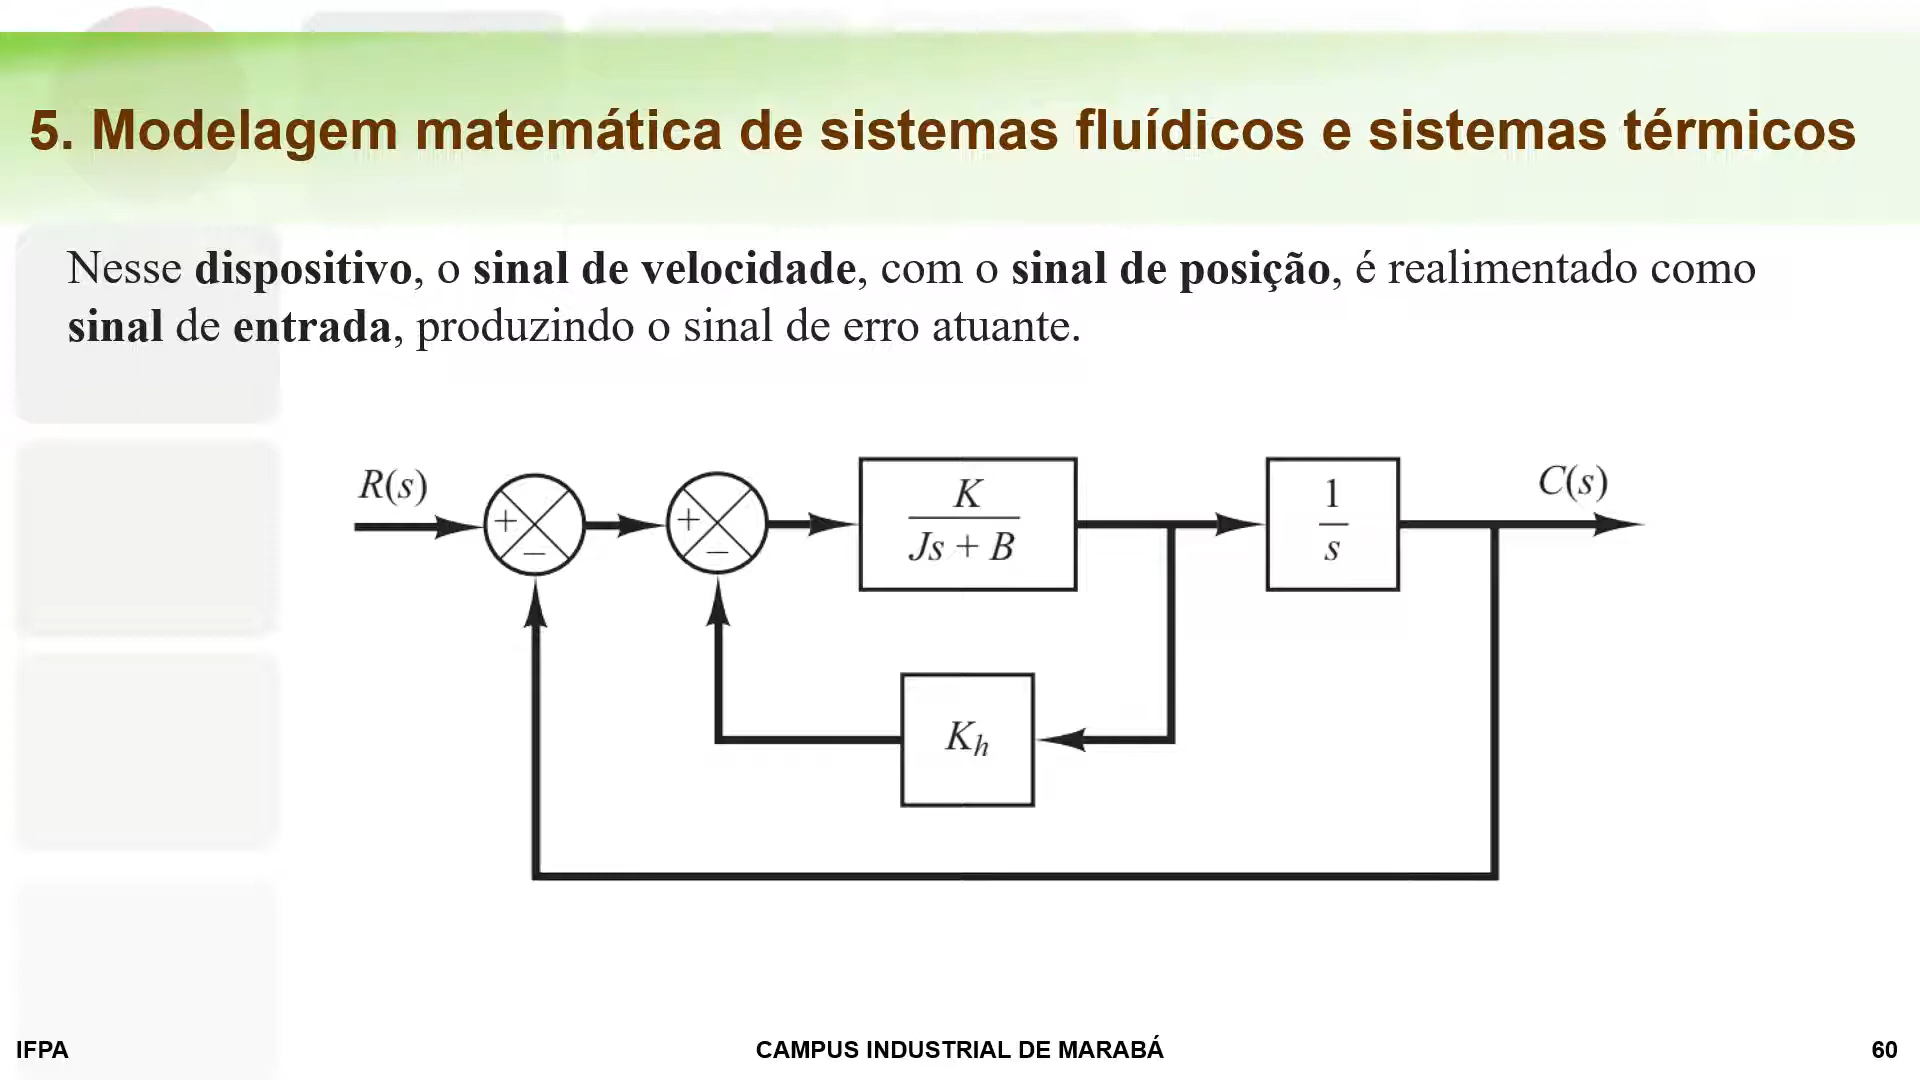 5. Modelagem matemática de sistemas fluídicos e sistemas térmicos
Nesse dispositivo, o sinal de velocidade, com o sinal de posição, é realimentado como
sinal de entrada, produzindo o sinal de erro atuante.
R(s)
+
−
+
−
K
Js + B
1
s
C(s)
Kh
IFPA
CAMPUS INDUSTRIAL DE MARABÁ
60